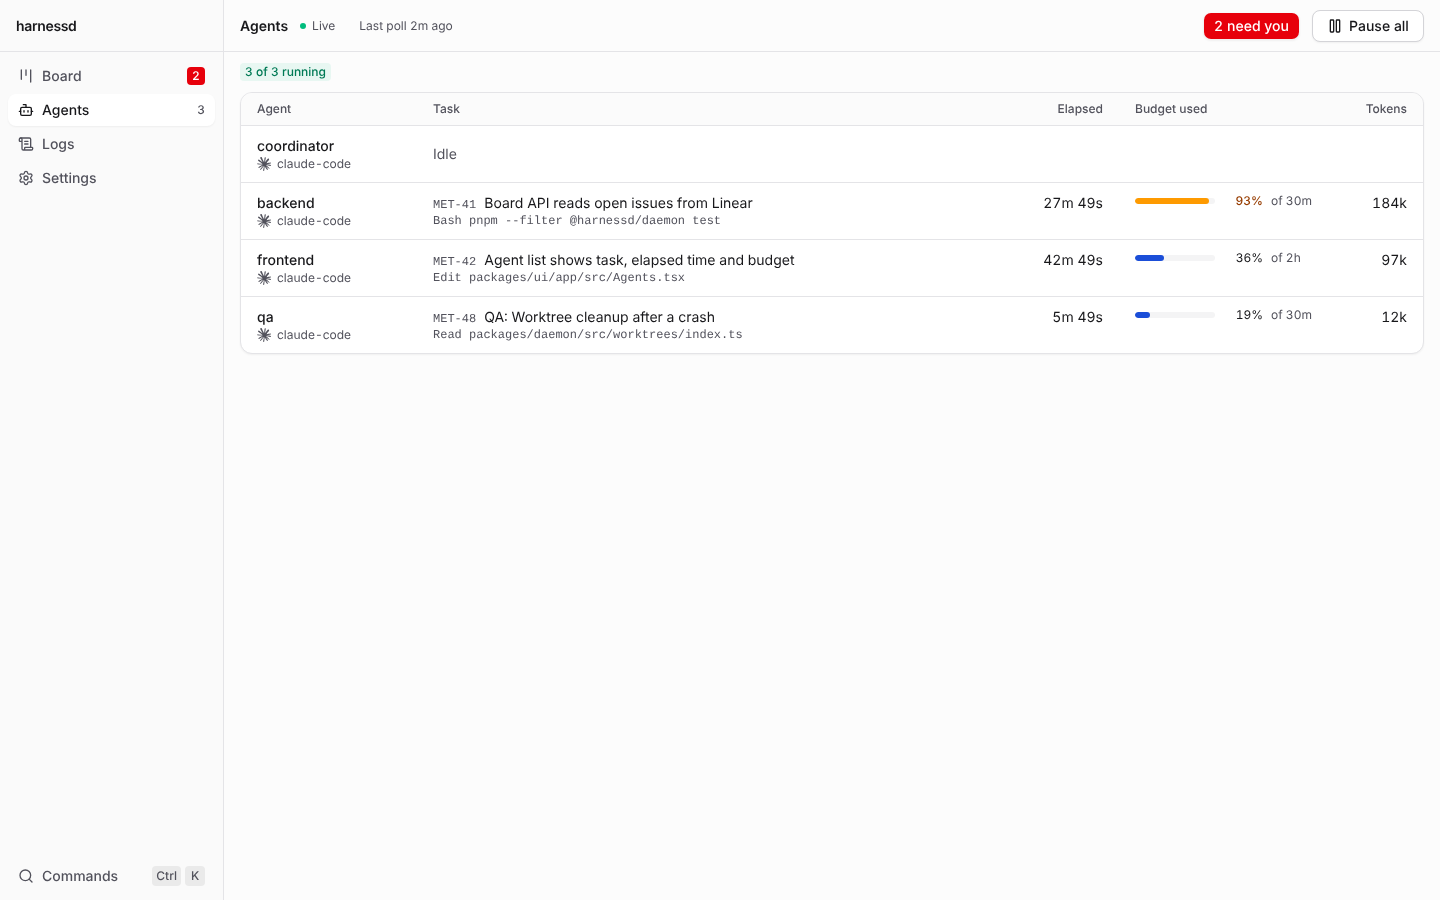 harnessd
Agents Live Last poll 2m ago 2 need you Pause all
Board 2
Agents 3
Logs
Settings
3 of 3 running
Agent Task Elapsed Budget used Tokens
coordinator
claude-code
Idle
backend
claude-code
MET-41 Board API reads open issues from Linear
Bash pnpm --filter @harnessd/daemon test
27m 49s 93% of 30m 184k
frontend
claude-code
MET-42 Agent list shows task, elapsed time and budget
Edit packages/ui/app/src/Agents.tsx
42m 49s 36% of 2h 97k
qa
claude-code
MET-48 QA: Worktree cleanup after a crash
Read packages/daemon/src/worktrees/index.ts
5m 49s 19% of 30m 12k
Commands Ctrl K